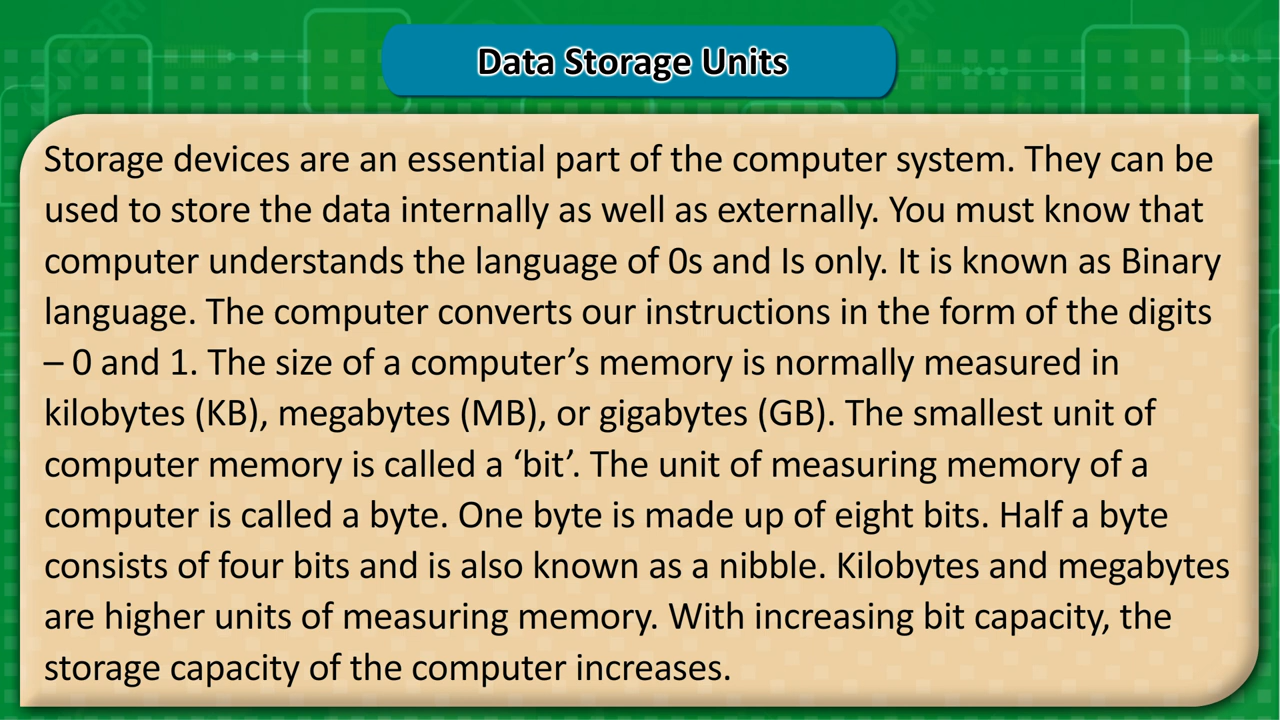 Data Storage Units
Storage devices are an essential part of the computer system. They can be
used to store the data internally as well as externally. You must know that
computer understands the language of 0s and Is only. It is known as Binary
language. The computer converts our instructions in the form of the digits
– 0 and 1. The size of a computer’s memory is normally measured in
kilobytes (KB), megabytes (MB), or gigabytes (GB). The smallest unit of
computer memory is called a ‘bit’. The unit of measuring memory of a
computer is called a byte. One byte is made up of eight bits. Half a byte
consists of four bits and is also known as a nibble. Kilobytes and megabytes
are higher units of measuring memory. With increasing bit capacity, the
storage capacity of the computer increases.